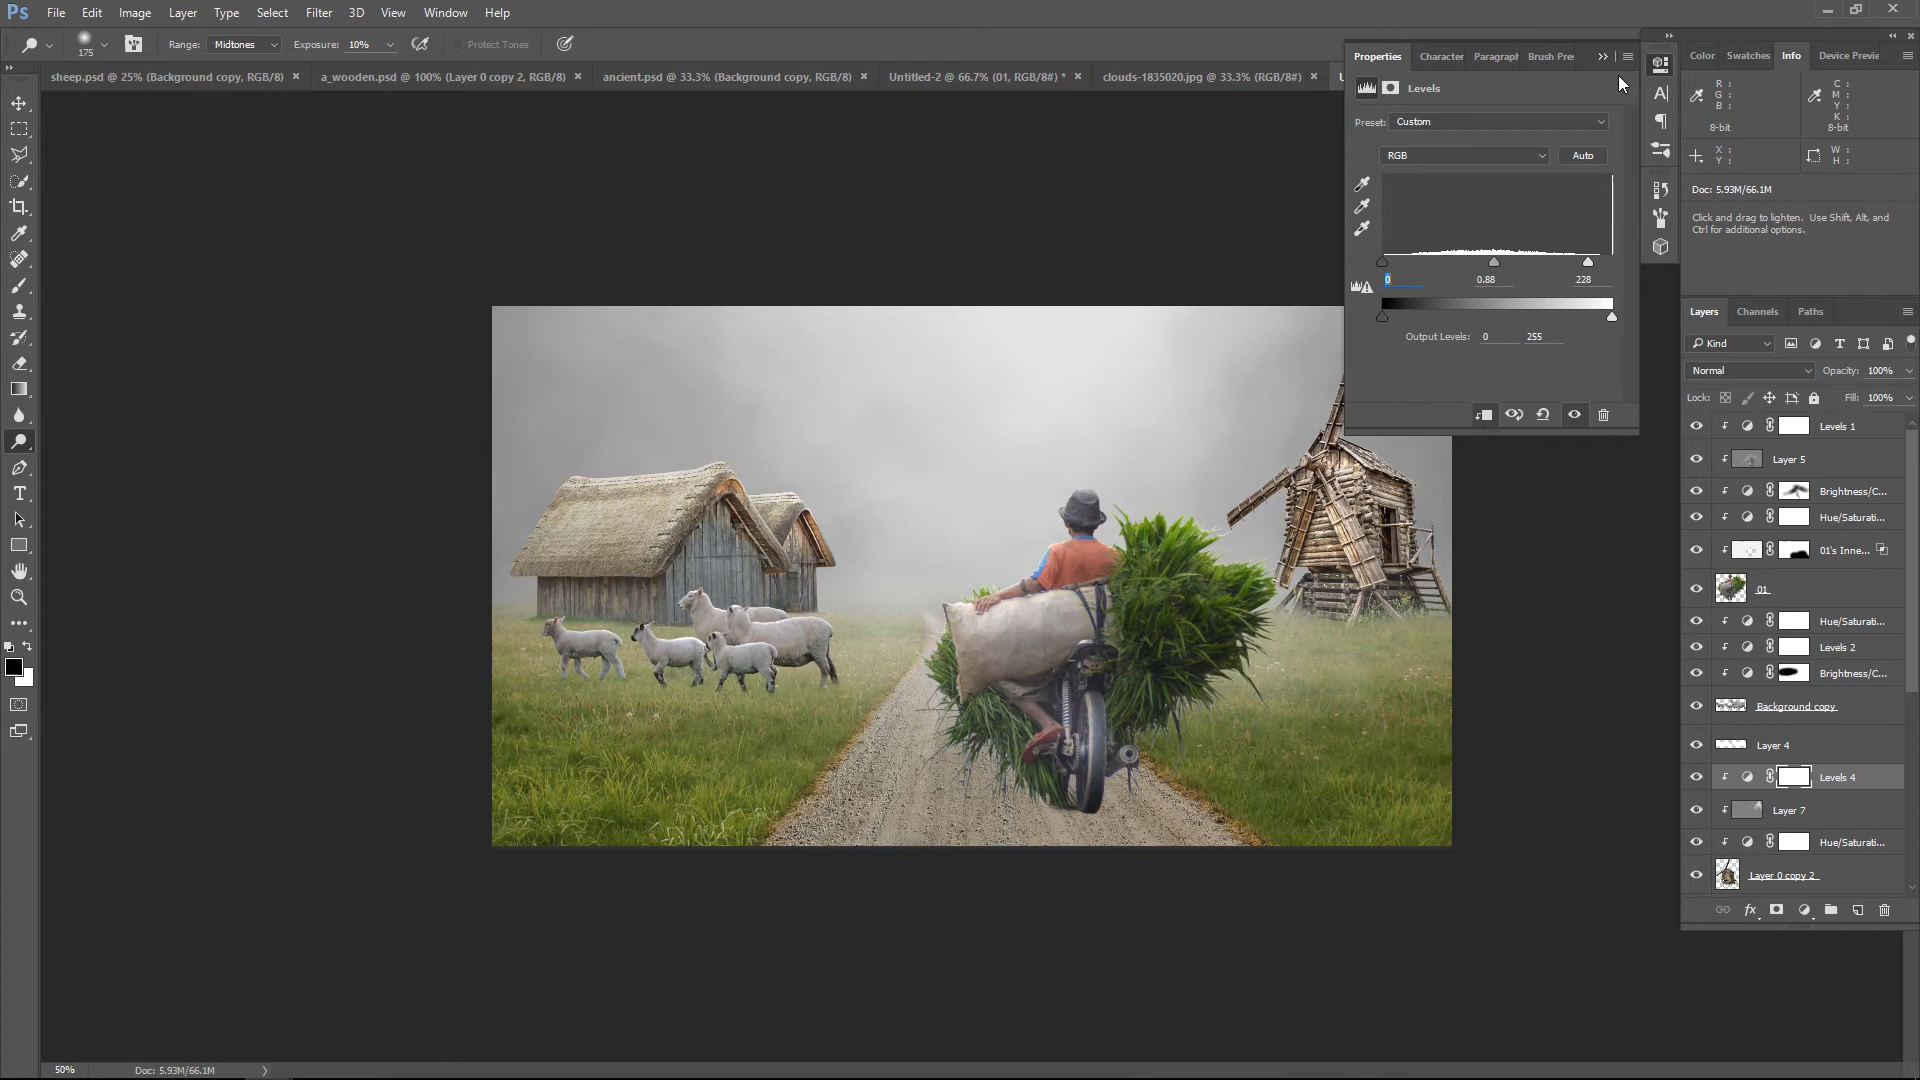 Ps File Edit Image Layer Type Select Filter 3D View Window Help
175 Range: Midtones Exposure: 10% Protect Tones
sheep.psd @ 25% (Background copy, RGB/8) × a_wooden.psd @ 100% (Layer 0 copy 2, RGB/8) × ancient.psd @ 33.3% (Background copy, RGB/8) × Untitled-2 @ 66.7% (01, RGB/8#) * × clouds-1835020.jpg @ 33.3% (RGB/8#) ×
Properties Character Paragraph Brush Pre
Levels
Preset: Custom
RGB Auto
0 0.88 228
Output Levels: 0 255
Color Swatches Info Device Previe
R : C :
G : M :
B : Y :
K :
8-bit 8-bit
X : W :
Y : H :
Doc: 5.93M/66.1M
Click and drag to lighten. Use Shift, Alt, and
Ctrl for additional options.
Layers Channels Paths
Kind
Normal Opacity: 100%
Lock: Fill: 100%
Levels 1
Layer 5
Brightness/C...
Hue/Saturati...
01's Inne...
01
Hue/Saturati...
Levels 2
Brightness/C...
Background copy
Layer 4
Levels 4
Layer 7
Hue/Saturati...
Layer 0 copy 2
fx
50% Doc: 5.93M/66.1M